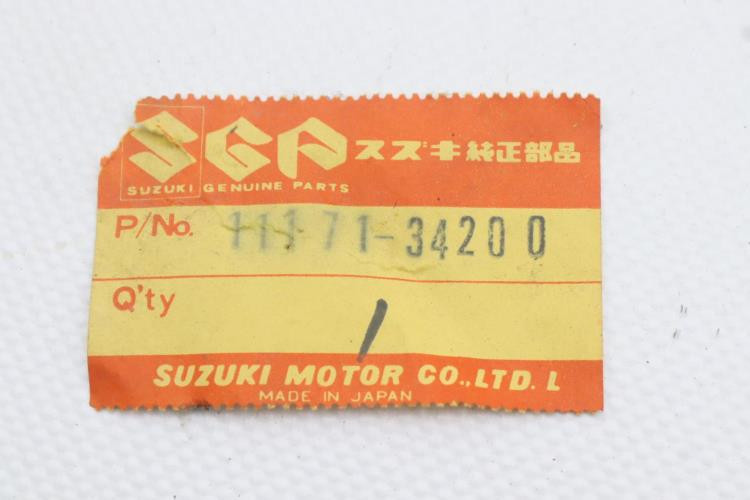 SGP スズキ純正部品
SUZUKI GENUINE PARTS
P/No. 11171-34200
Q'ty 1
SUZUKI MOTOR CO.,LTD. L
MADE IN JAPAN